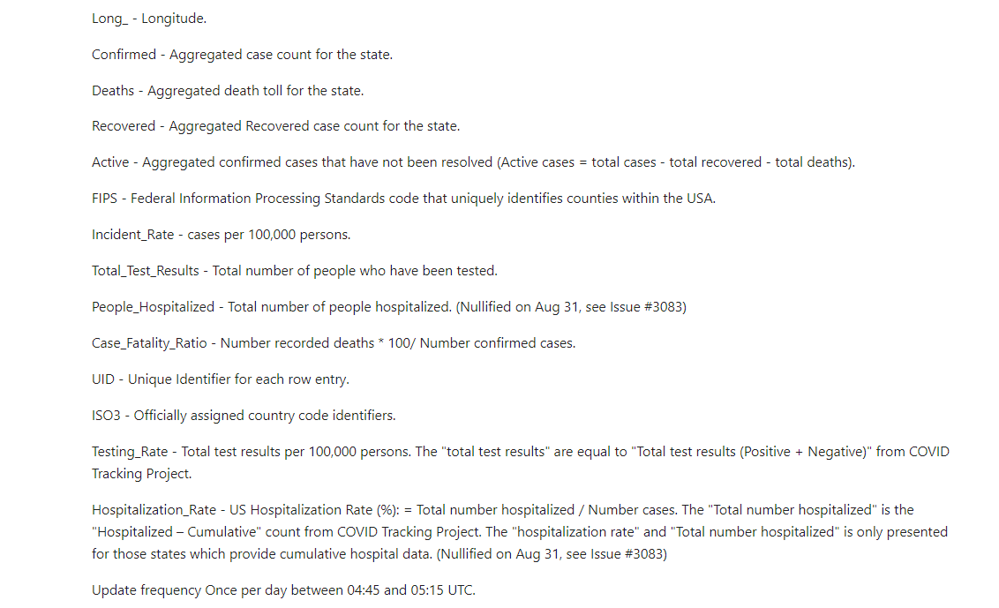 Long_ - Longitude.
Confirmed - Aggregated case count for the state.
Deaths - Aggregated death toll for the state.
Recovered - Aggregated Recovered case count for the state.
Active - Aggregated confirmed cases that have not been resolved (Active cases = total cases - total recovered - total deaths).
FIPS - Federal Information Processing Standards code that uniquely identifies counties within the USA.
Incident_Rate - cases per 100,000 persons.
Total_Test_Results - Total number of people who have been tested.
People_Hospitalized - Total number of people hospitalized. (Nullified on Aug 31, see Issue #3083)
Case_Fatality_Ratio - Number recorded deaths * 100/ Number confirmed cases.
UID - Unique Identifier for each row entry.
ISO3 - Officially assigned country code identifiers.
Testing_Rate - Total test results per 100,000 persons. The "total test results" are equal to "Total test results (Positive + Negative)" from COVID
Tracking Project.
Hospitalization_Rate - US Hospitalization Rate (%): = Total number hospitalized / Number cases. The "Total number hospitalized" is the
"Hospitalized – Cumulative" count from COVID Tracking Project. The "hospitalization rate" and "Total number hospitalized" is only presented
for those states which provide cumulative hospital data. (Nullified on Aug 31, see Issue #3083)
Update frequency Once per day between 04:45 and 05:15 UTC.